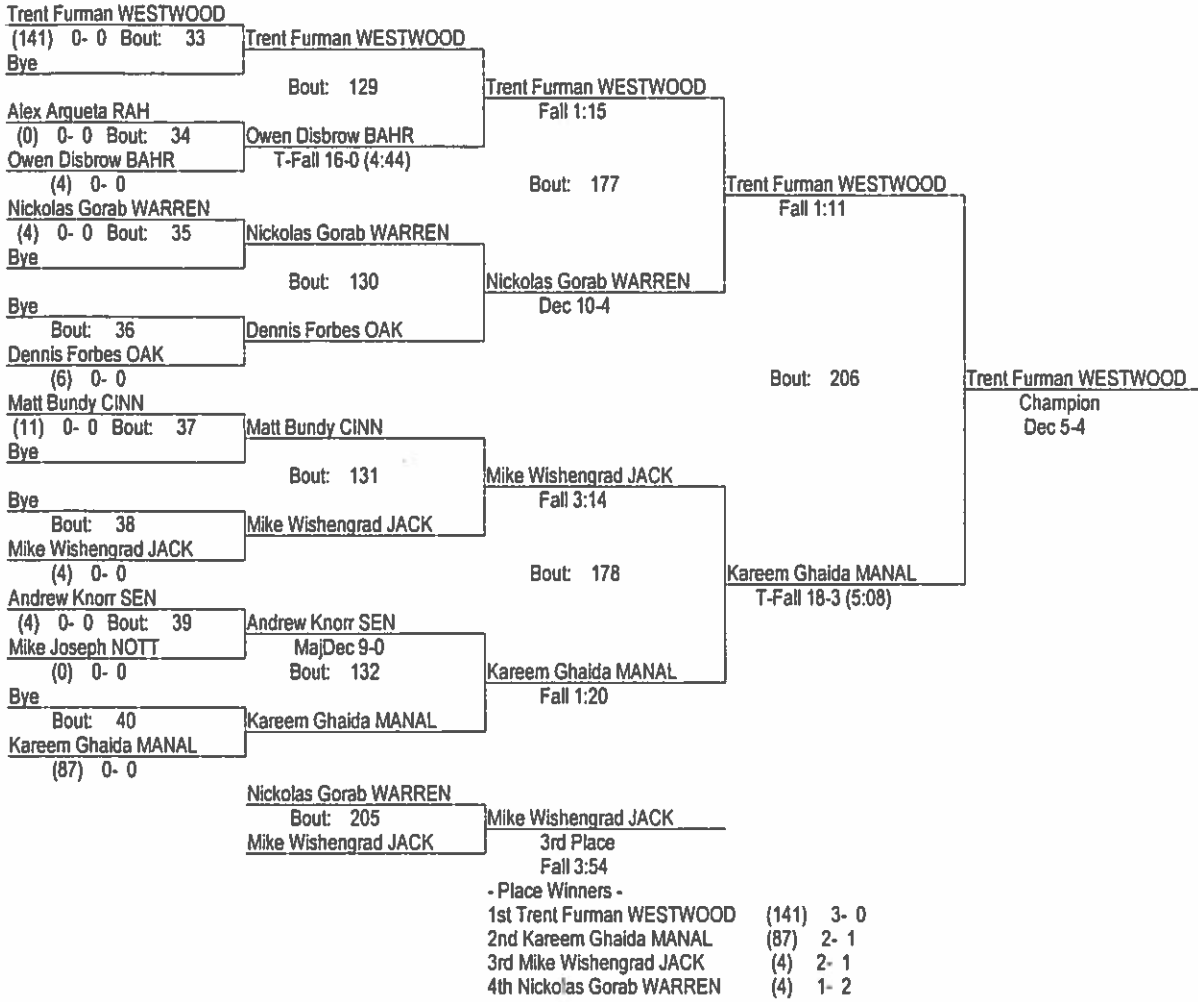 Trent Furman WESTWOOD
(141) 0- 0 Bout: 33
Bye
Trent Furman WESTWOOD
Bout: 129
Trent Furman WESTWOOD
Fall 1:15
Alex Argueta RAH
(0) 0- 0 Bout: 34
Owen Disbrow BAHR
(4) 0- 0
Owen Disbrow BAHR
T-Fall 16-0 (4:44)
Bout: 177
Trent Furman WESTWOOD
Fall 1:11
Nickolas Gorab WARREN
(4) 0- 0 Bout: 35
Bye
Nickolas Gorab WARREN
Bout: 130
Nickolas Gorab WARREN
Dec 10-4
Bye
Bout: 36
Dennis Forbes OAK
(6) 0- 0
Dennis Forbes OAK
Bout: 206
Trent Furman WESTWOOD
Champion
Dec 5-4
Matt Bundy CINN
(11) 0- 0 Bout: 37
Bye
Matt Bundy CINN
Bout: 131
Mike Wishengrad JACK
Fall 3:14
Bye
Bout: 38
Mike Wishengrad JACK
(4) 0- 0
Mike Wishengrad JACK
Bout: 178
Kareem Ghaida MANAL
T-Fall 18-3 (5:08)
Andrew Knorr SEN
(4) 0- 0 Bout: 39
Mike Joseph NOTT
(0) 0- 0
Andrew Knorr SEN
MajDec 9-0
Bout: 132
Kareem Ghaida MANAL
Fall 1:20
Bye
Bout: 40
Kareem Ghaida MANAL
(87) 0- 0
Kareem Ghaida MANAL
Nickolas Gorab WARREN
Bout: 205
Mike Wishengrad JACK
Mike Wishengrad JACK
3rd Place
Fall 3:54
- Place Winners -
1st Trent Furman WESTWOOD (141) 3- 0
2nd Kareem Ghaida MANAL (87) 2- 1
3rd Mike Wishengrad JACK (4) 2- 1
4th Nickolas Gorab WARREN (4) 1- 2